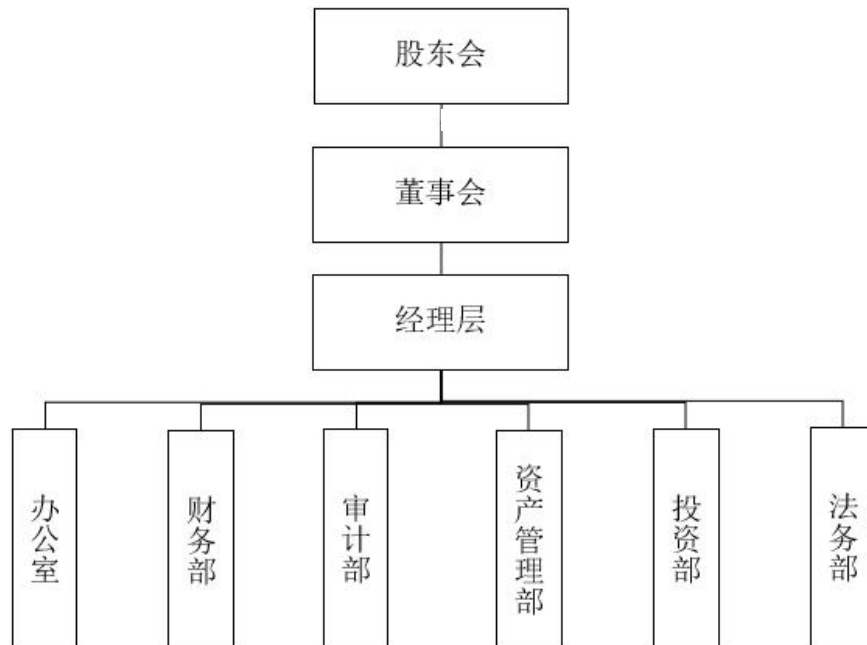 股东会
董事会
经理层
办公室
财务部
审计部
资产管理部
投资部
法务部